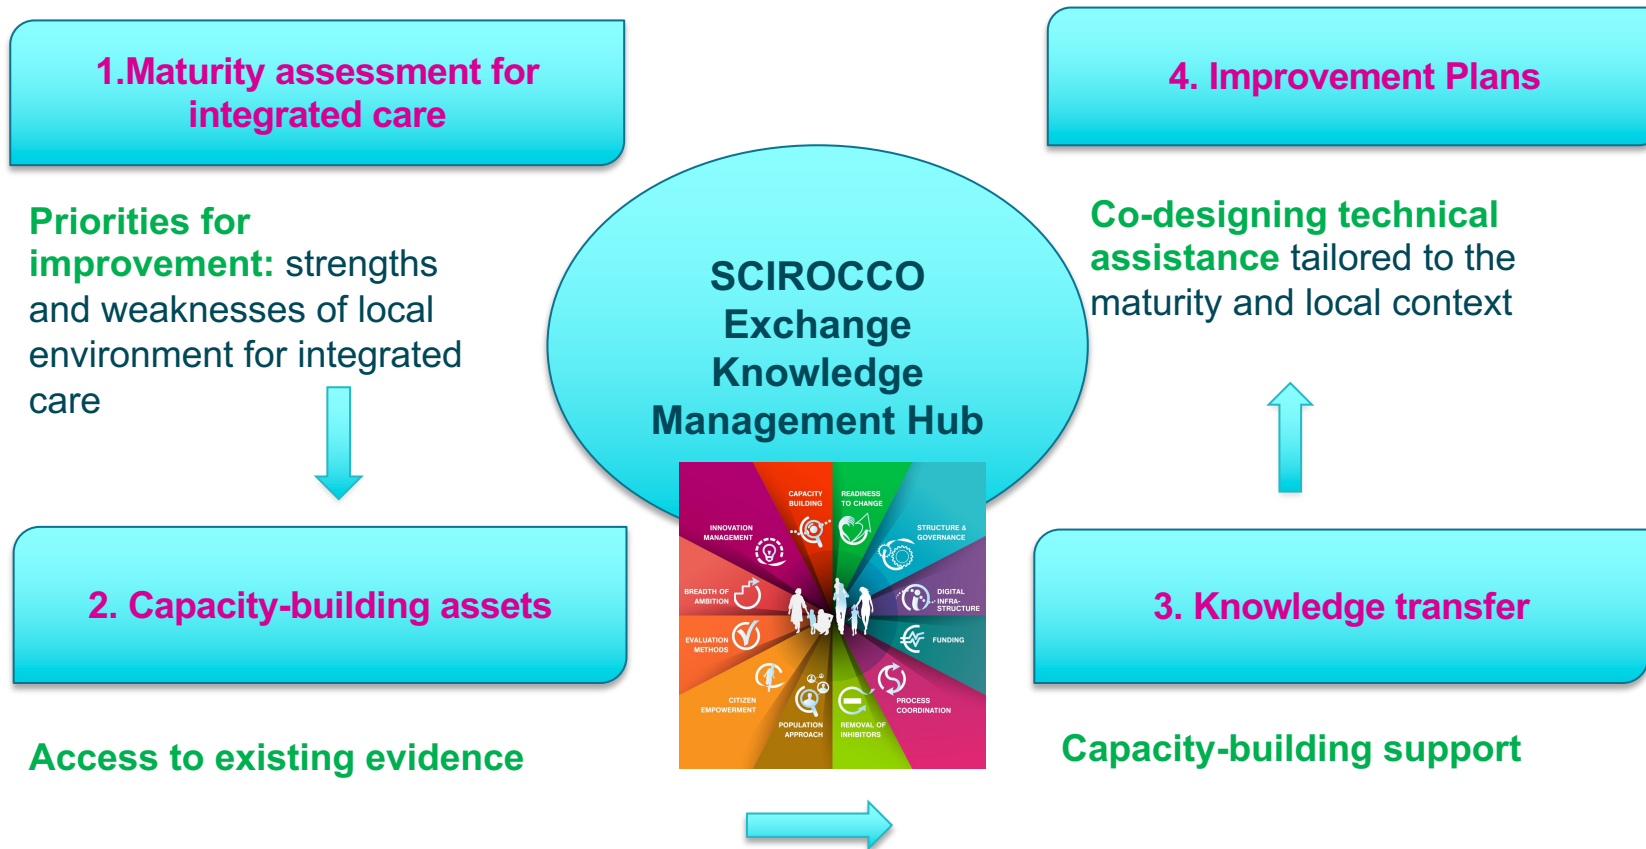 1.Maturity assessment for
integrated care
Priorities for
improvement: strengths
and weaknesses of local
environment for integrated
care
2. Capacity-building assets
Access to existing evidence
SCIROCCO
Exchange
Knowledge
Management Hub
CAPACITY
BUILDING
READINESS
TO CHANGE
STRUCTURE &
GOVERNANCE
DIGITAL
INFRA-
STRUCTURE
FUNDING
PROCESS
COORDINATION
REMOVAL OF
INHIBITORS
POPULATION
APPROACH
CITIZEN
EMPOWERMENT
EVALUATION
METHODS
BREADTH OF
AMBITION
INNOVATION
MANAGEMENT
3. Knowledge transfer
Capacity-building support
4. Improvement Plans
Co-designing technical
assistance tailored to the
maturity and local context